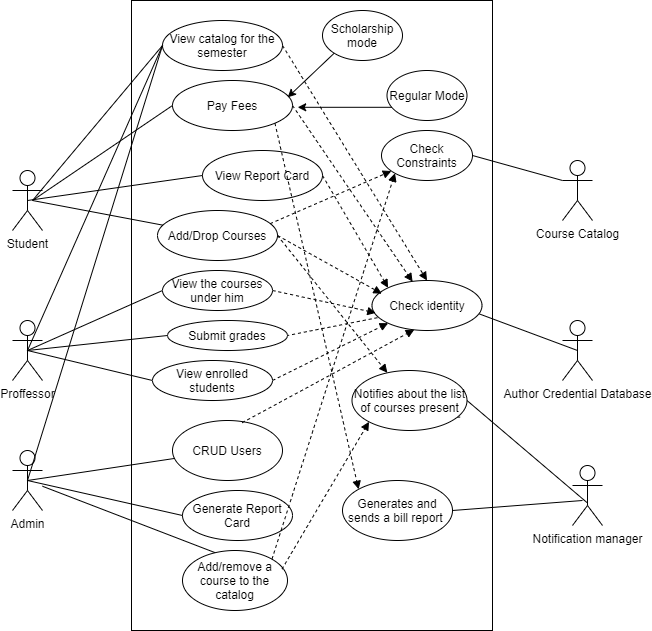 Scholarship
mode
View catalog for the
semester
Pay Fees
Regular Mode
Check
Constraints
View Report Card
Student
Add/Drop Courses
Course Catalog
View the courses
under him
Check identity
Submit grades
Proffessor
View enrolled
students
Notifies about the list
of courses present
Author Credential Database
CRUD Users
Admin
Generate Report
Card
Generates and
sends a bill report
Notification manager
Add/remove a
course to the
catalog